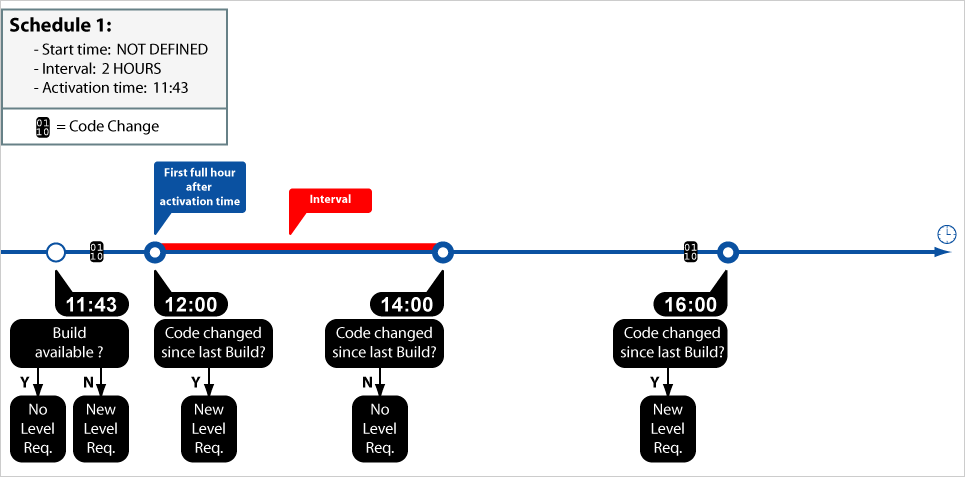 Schedule 1:
- Start time: NOT DEFINED
- Interval: 2 HOURS
- Activation time: 11:43
01
10
= Code Change
First full hour
after
activation time
Interval
01
10
01
10
11:43
12:00
14:00
16:00
Build
available ?
Code changed
since last Build?
Code changed
since last Build?
Code changed
since last Build?
Y
N
Y
N
Y
No
Level
Req.
New
Level
Req.
New
Level
Req.
No
Level
Req.
New
Level
Req.